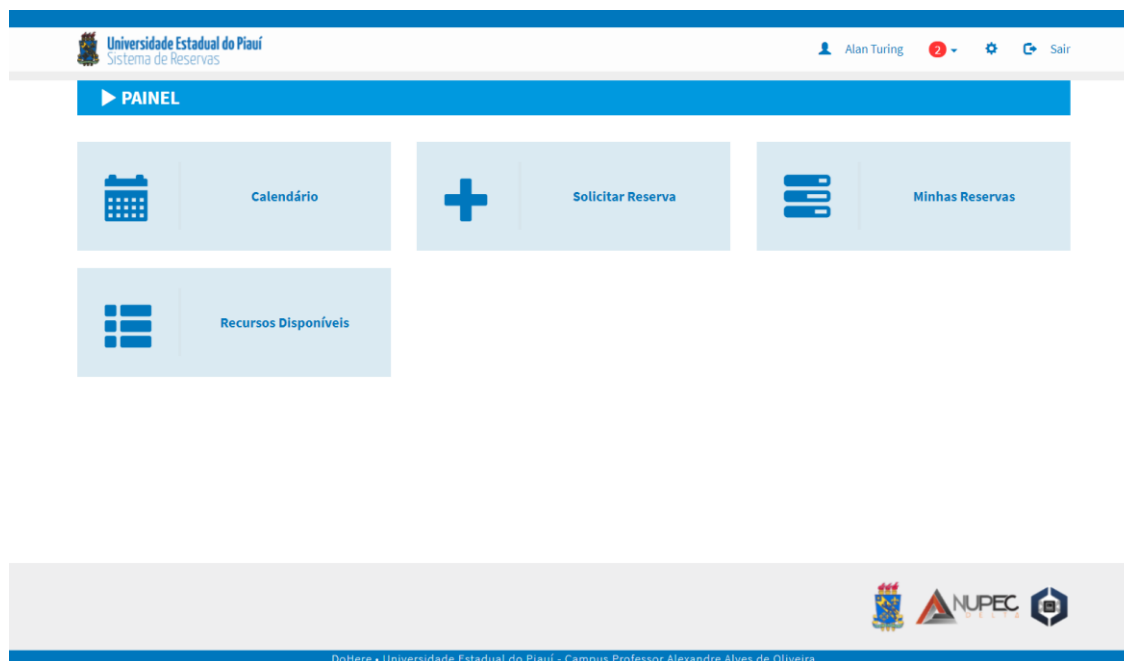 Universidade Estadual do Piauí
Sistema de Reservas
Alan Turing 2 Sair
PAINEL
Calendário
Solicitar Reserva
Minhas Reservas
Recursos Disponíveis
NUPEC
DELTA
DoHere • Universidade Estadual do Piauí - Campus Professor Alexandre Alves de Oliveira